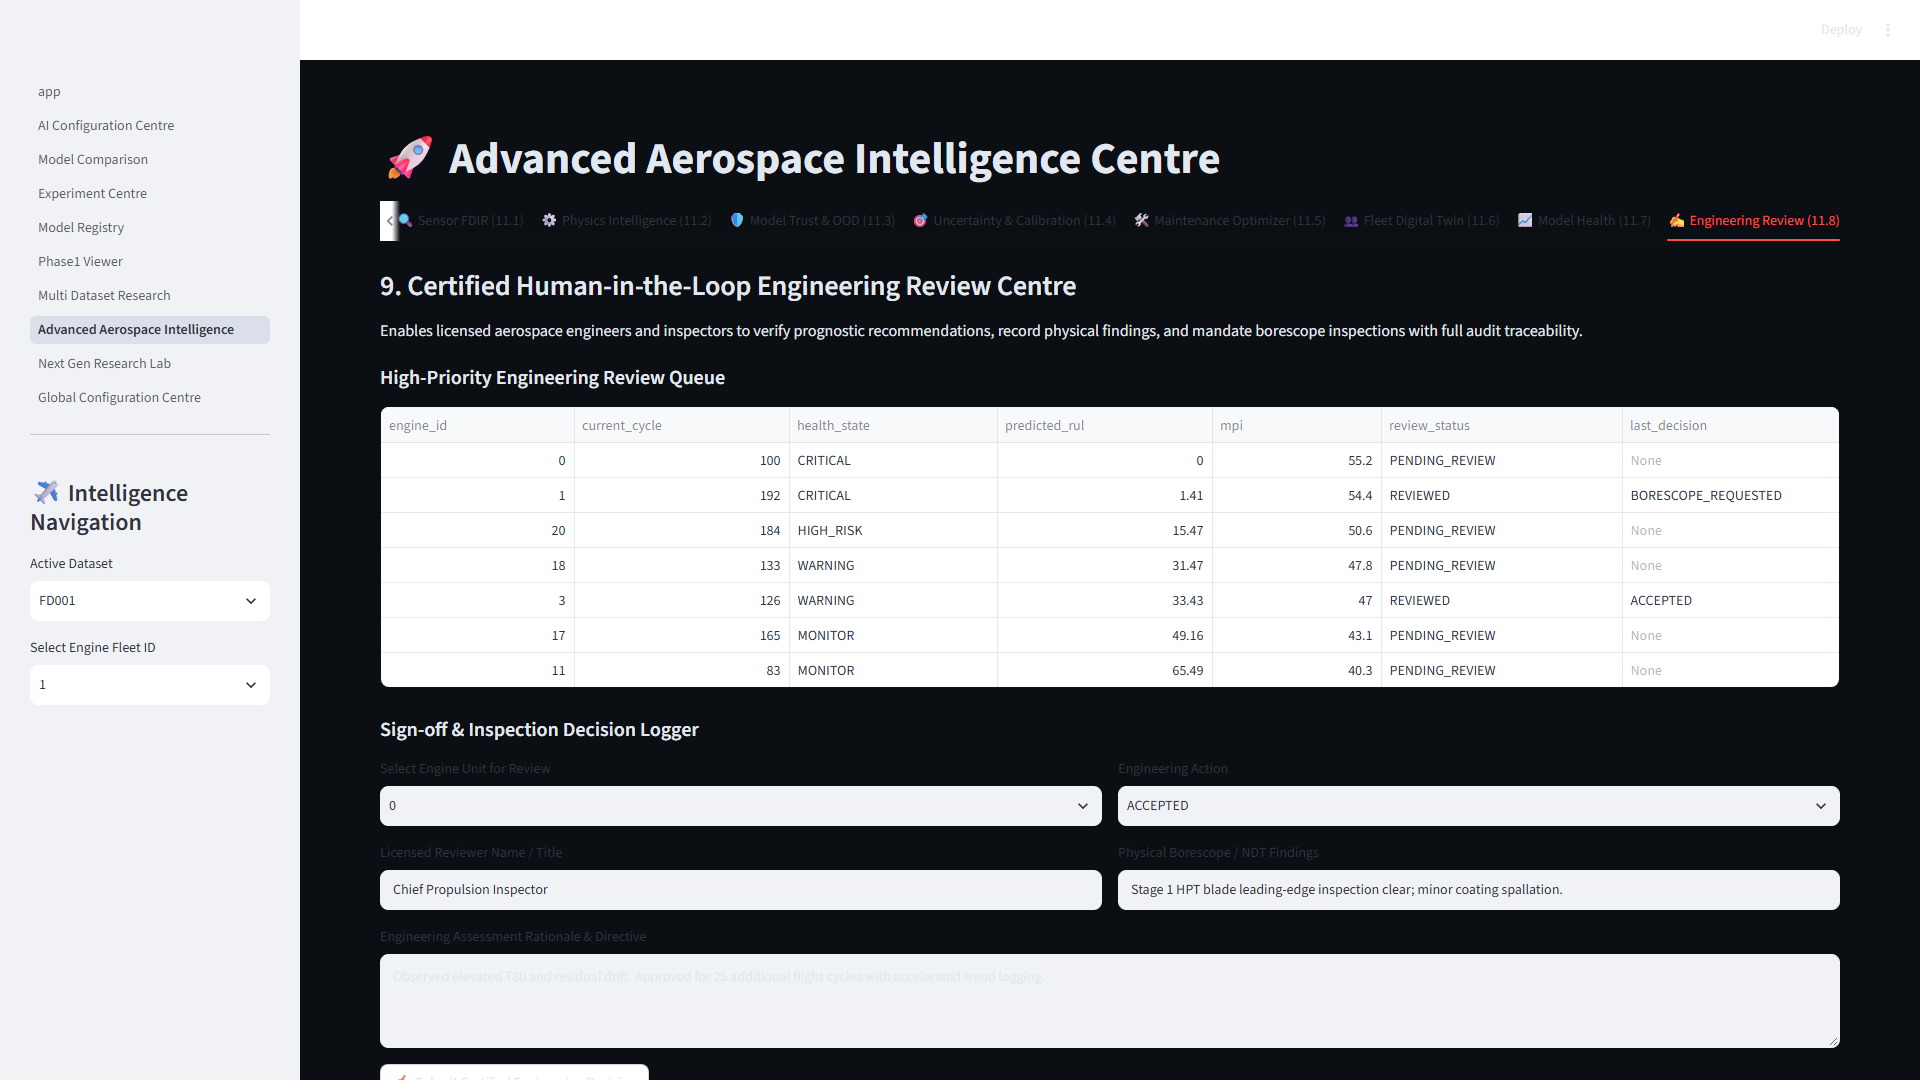 Deploy
app
AI Configuration Centre
Model Comparison
Experiment Centre
Model Registry
Phase1 Viewer
Multi Dataset Research
Advanced Aerospace Intelligence
Next Gen Research Lab
Global Configuration Centre
Intelligence
Navigation
Active Dataset
FD001
Select Engine Fleet ID
1
Advanced Aerospace Intelligence Centre
Sensor FDIR (11.1) Physics Intelligence (11.2) Model Trust & OOD (11.3) Uncertainty & Calibration (11.4) Maintenance Optimizer (11.5) Fleet Digital Twin (11.6) Model Health (11.7) Engineering Review (11.8)
9. Certified Human-in-the-Loop Engineering Review Centre
Enables licensed aerospace engineers and inspectors to verify prognostic recommendations, record physical findings, and mandate borescope inspections with full audit traceability.
High-Priority Engineering Review Queue
engine_id current_cycle health_state predicted_rul mpi review_status last_decision
0 100 CRITICAL 0 55.2 PENDING_REVIEW None
1 192 CRITICAL 1.41 54.4 REVIEWED BORESCOPE_REQUESTED
20 184 HIGH_RISK 15.47 50.6 PENDING_REVIEW None
18 133 WARNING 31.47 47.8 PENDING_REVIEW None
3 126 WARNING 33.43 47 REVIEWED ACCEPTED
17 165 MONITOR 49.16 43.1 PENDING_REVIEW None
11 83 MONITOR 65.49 40.3 PENDING_REVIEW None
Sign-off & Inspection Decision Logger
Select Engine Unit for Review Engineering Action
0 ACCEPTED
Licensed Reviewer Name / Title Physical Borescope / NDT Findings
Chief Propulsion Inspector Stage 1 HPT blade leading-edge inspection clear; minor coating spallation.
Engineering Assessment Rationale & Directive
Observed elevated T30 and residual drift. Approved for 25 additional flight cycles with accelerated trend logging.